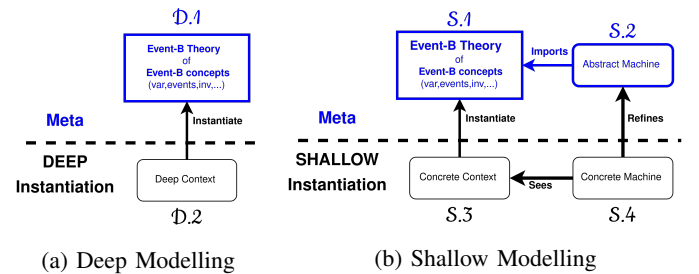 D.1
Event-B Theory
of
Event-B concepts
(var,events,inv,...)
Meta
Instantiate
DEEP
Instantiation
Deep Context
D.2
(a) Deep Modelling
S.1
S.2
Event-B Theory
of
Event-B concepts
(var,events,inv,...)
Imports
Abstract Machine
Meta
Instantiate
Refines
SHALLOW
Instantiation
Concrete Context
Sees
Concrete Machine
S.3
S.4
(b) Shallow Modelling